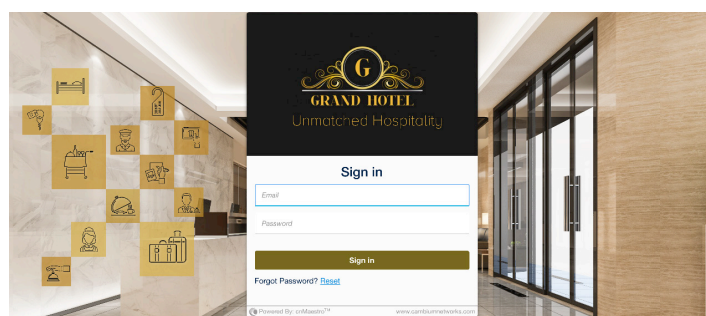 G
GRAND HOTEL
Unmatched Hospitality
Sign in
Email
Password
Sign in
Forgot Password? Reset
Powered By: cnMaestro™ www.cambiumnetworks.com